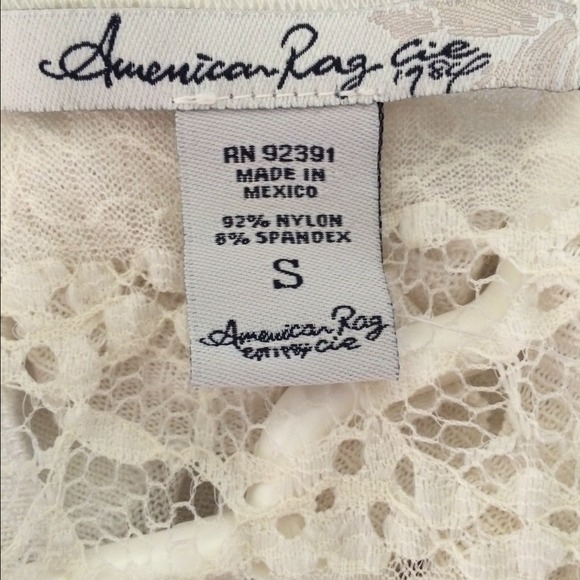 American Rag Cie
1984
RN 92391
MADE IN
MEXICO
92% NYLON
8% SPANDEX
S
American Rag
cie